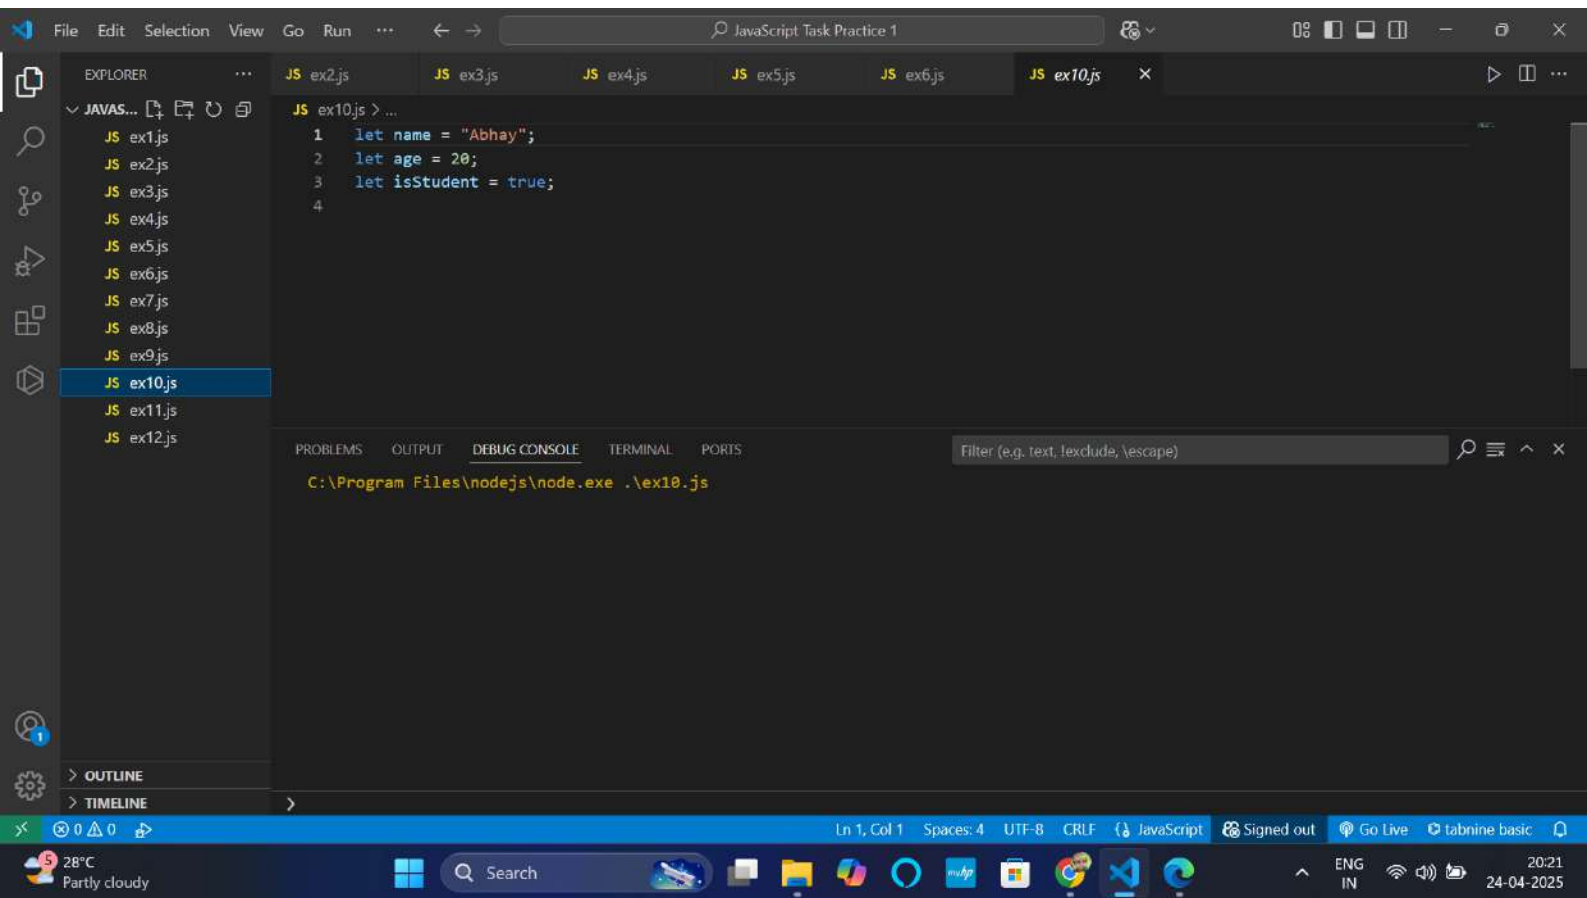 File Edit Selection View Go Run ··· JavaScript Task Practice 1
EXPLORER ···
JS ex2.js JS ex3.js JS ex4.js JS ex5.js JS ex6.js JS ex10.js
JAVAS...
JS ex1.js
JS ex2.js
JS ex3.js
JS ex4.js
JS ex5.js
JS ex6.js
JS ex7.js
JS ex8.js
JS ex9.js
JS ex10.js
JS ex11.js
JS ex12.js
JS ex10.js > ...
1 let name = "Abhay";
2 let age = 20;
3 let isStudent = true;
4
PROBLEMS OUTPUT DEBUG CONSOLE TERMINAL PORTS Filter (e.g. text, !exclude, \escape)
C:\Program Files\nodejs\node.exe .\ex10.js
1
OUTLINE
TIMELINE
0 0 Ln 1, Col 1 Spaces: 4 UTF-8 CRLF JavaScript Signed out Go Live tabnine basic
5 28°C
Partly cloudy
Search
myhp
ENG
IN
20:21
24-04-2025